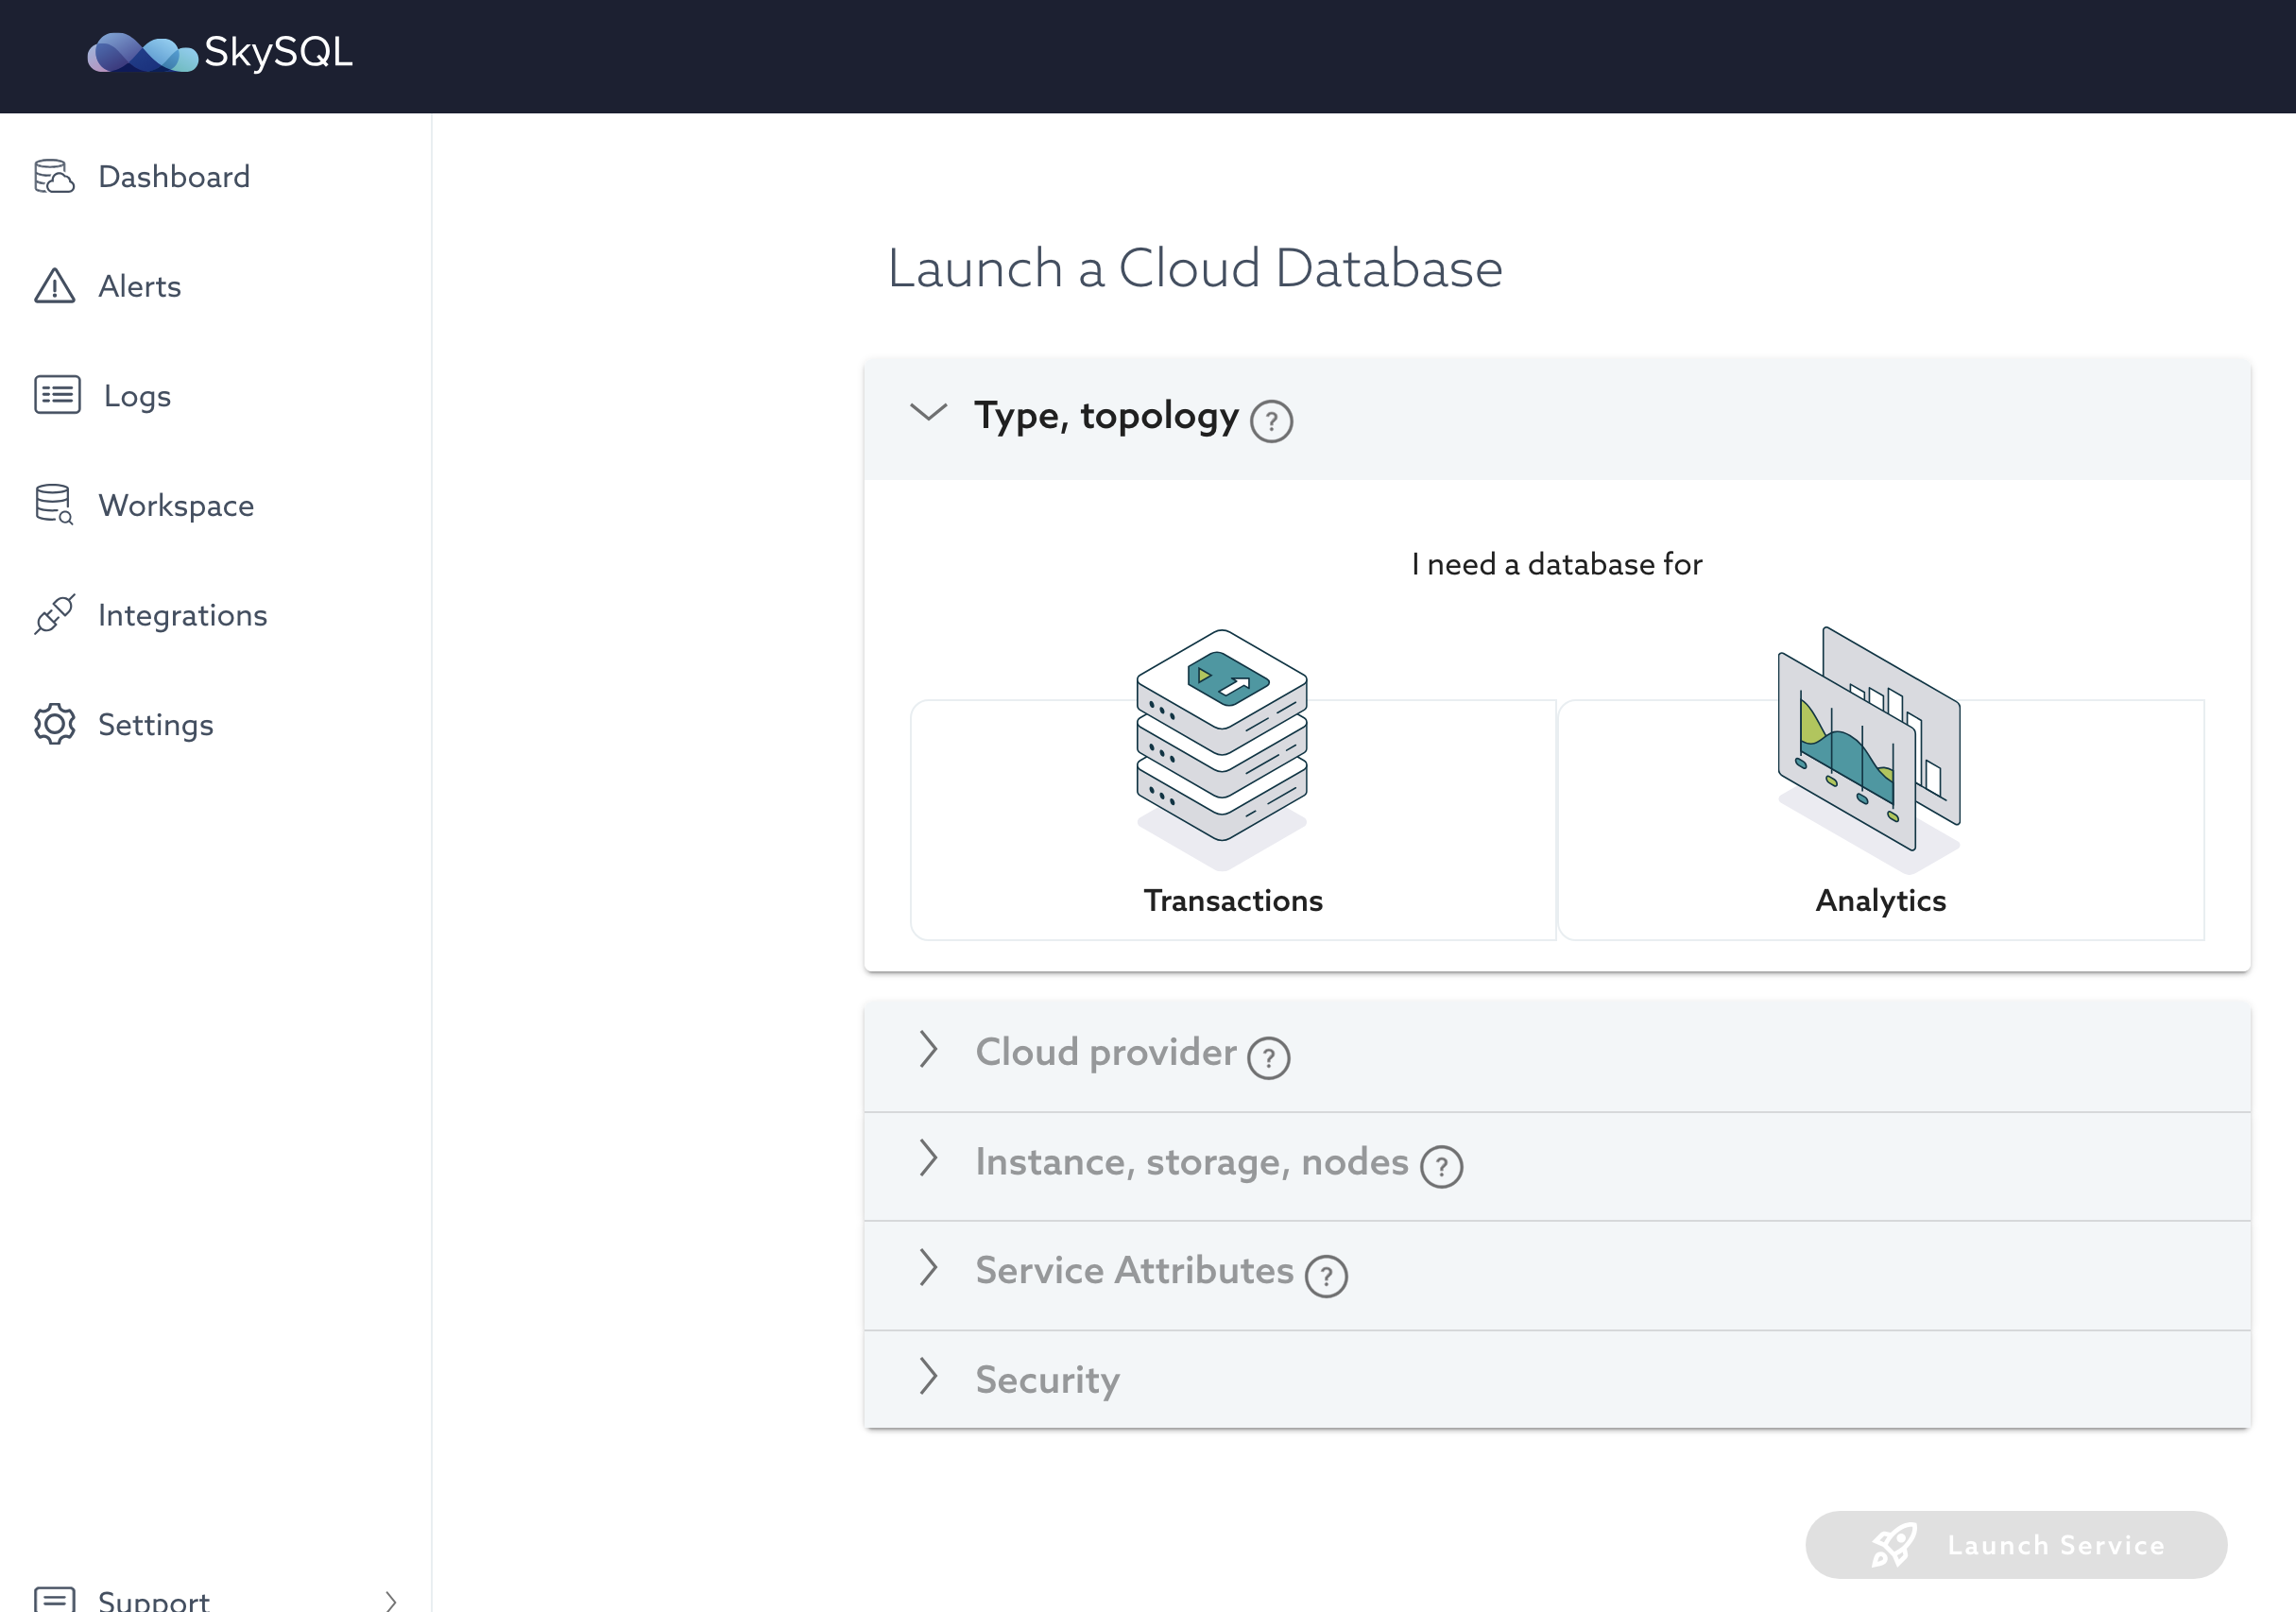 SkySQL
Dashboard
Alerts
Logs
Workspace
Integrations
Settings
Support
Launch a Cloud Database
Type, topology ?
I need a database for
Transactions
Analytics
Cloud provider ?
Instance, storage, nodes ?
Service Attributes ?
Security
Launch Service